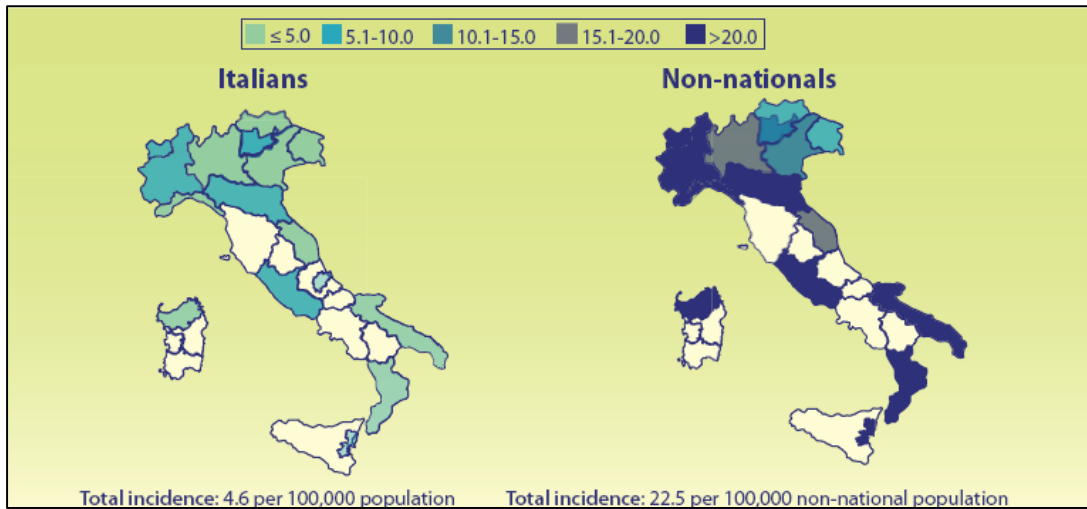 ≤ 5.0 5.1-10.0 10.1-15.0 15.1-20.0 >20.0
Italians Non-nationals
Total incidence: 4.6 per 100,000 population Total incidence: 22.5 per 100,000 non-national population